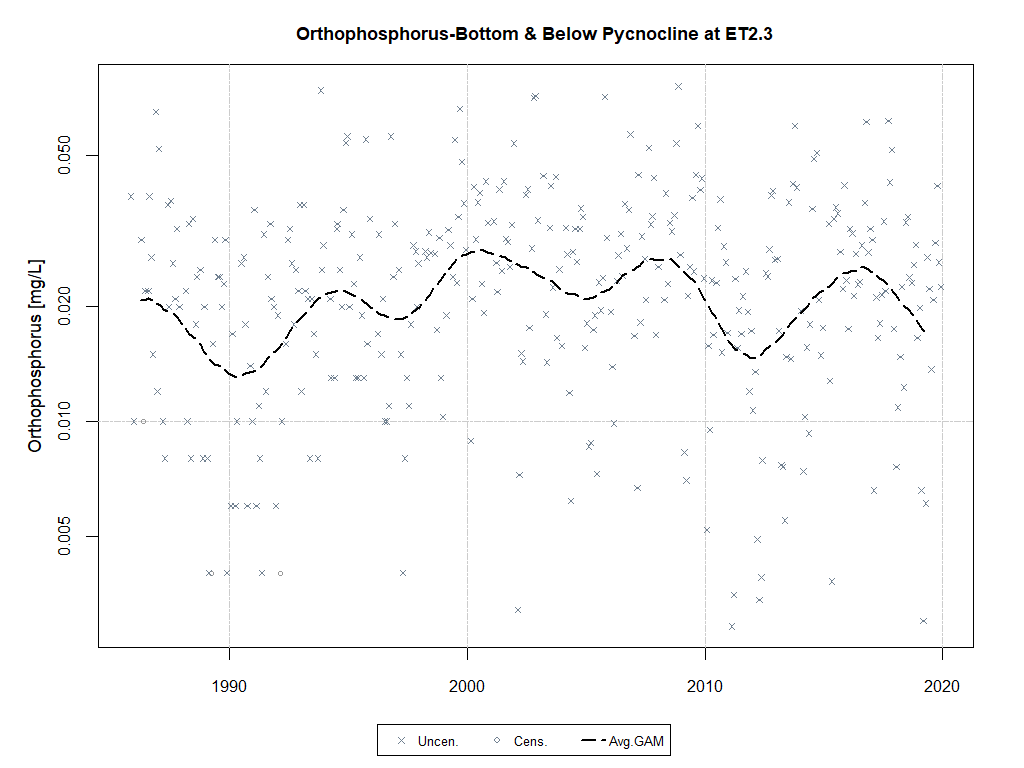 Orthophosphorus-Bottom & Below Pycnocline at ET2.3
Orthophosphorus [mg/L]
0.050
0.020
0.010
0.005
1990 2000 2010 2020
Uncen. Cens. Avg.GAM